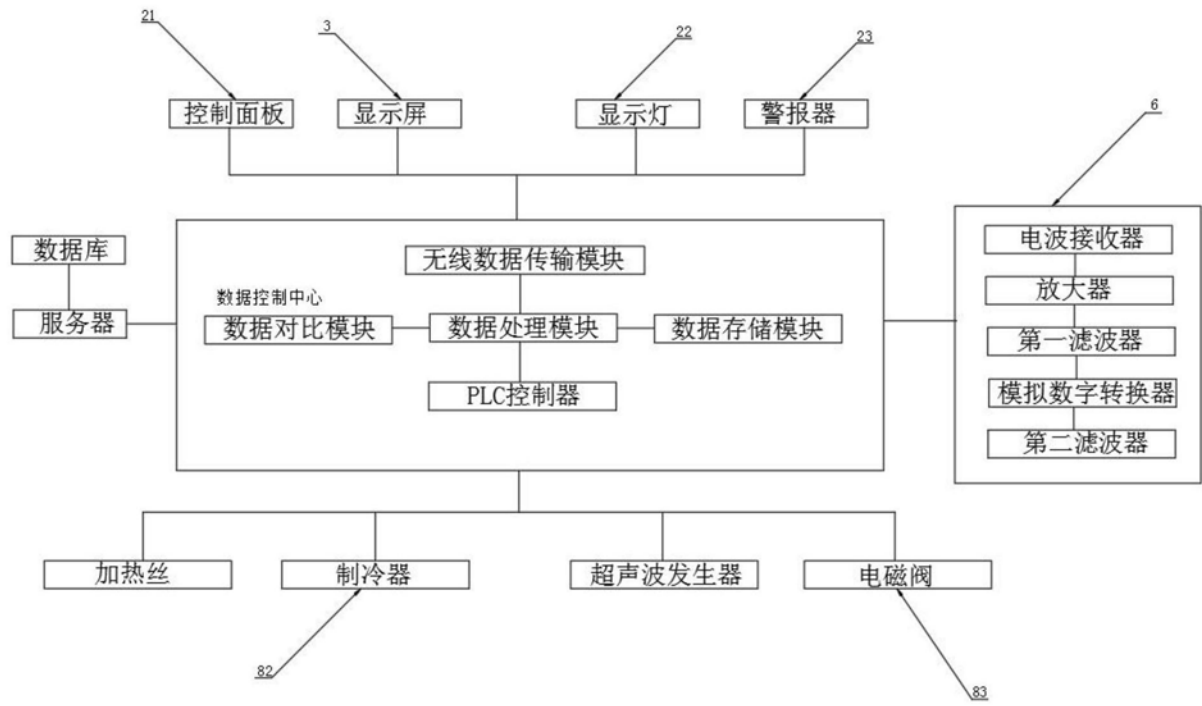 21
3
22
23
控制面板
显示屏
显示灯
警报器
6
数据库
服务器
无线数据传输模块
数据控制中心
数据对比模块
数据处理模块
数据存储模块
PLC控制器
电波接收器
放大器
第一滤波器
模拟数字转换器
第二滤波器
加热丝
制冷器
超声波发生器
电磁阀
82
83